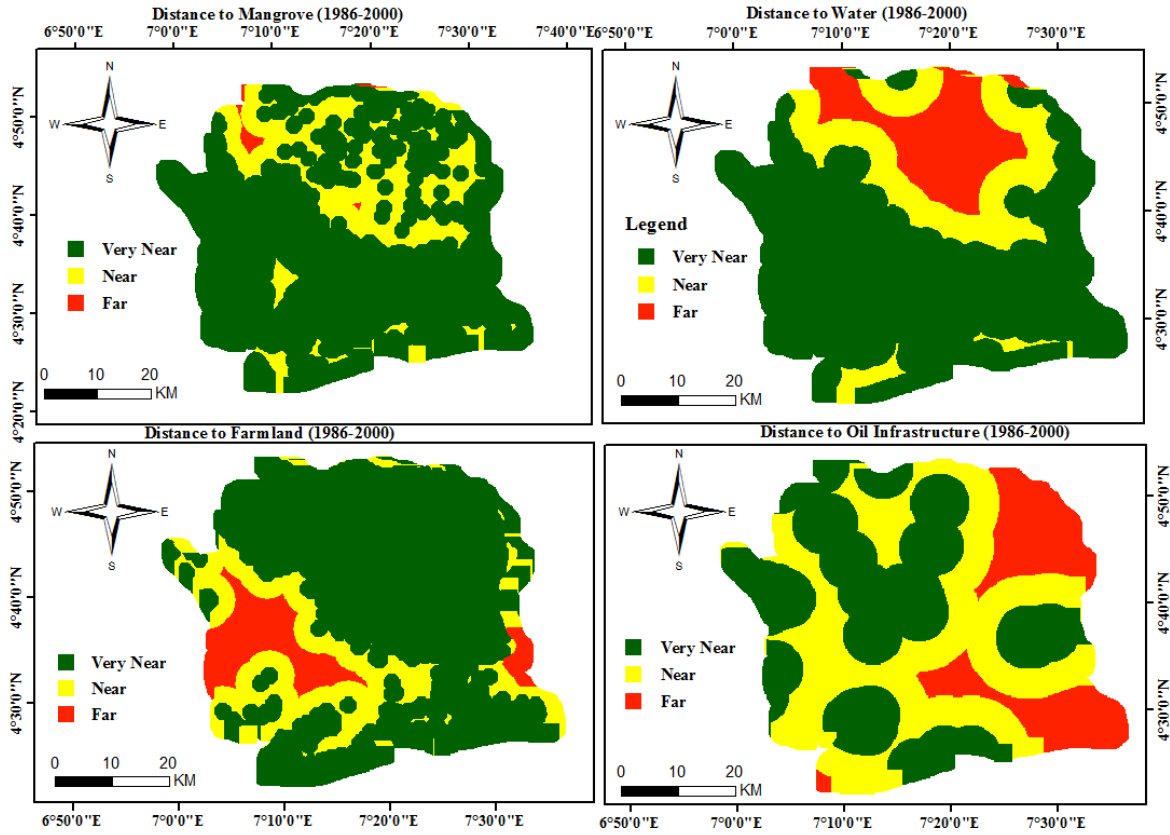 Distance to Mangrove (1986-2000)
6°50'0"E 7°0'0"E 7°10'0"E 7°20'0"E 7°30'0"E 7°40'0"E
N
W E
S
4°50'0"N
4°40'0"N
4°30'0"N
4°20'0"N
Very Near
Near
Far
0 10 20
KM
Distance to Water (1986-2000)
6°50'0"E 7°0'0"E 7°10'0"E 7°20'0"E 7°30'0"E
N
W E
S
4°50'0"N
4°40'0"N
4°30'0"N
Legend
Very Near
Near
Far
0 10 20
KM
Distance to Farmland (1986-2000)
N
W E
S
4°50'0"N
4°40'0"N
4°30'0"N
Very Near
Near
Far
0 10 20
KM
6°50'0"E 7°0'0"E 7°10'0"E 7°20'0"E 7°30'0"E
Distance to Oil Infrastructure (1986-2000)
N
W E
S
4°50'0"N
4°40'0"N
4°30'0"N
Very Near
Near
Far
0 10 20
KM
6°50'0"E 7°0'0"E 7°10'0"E 7°20'0"E 7°30'0"E